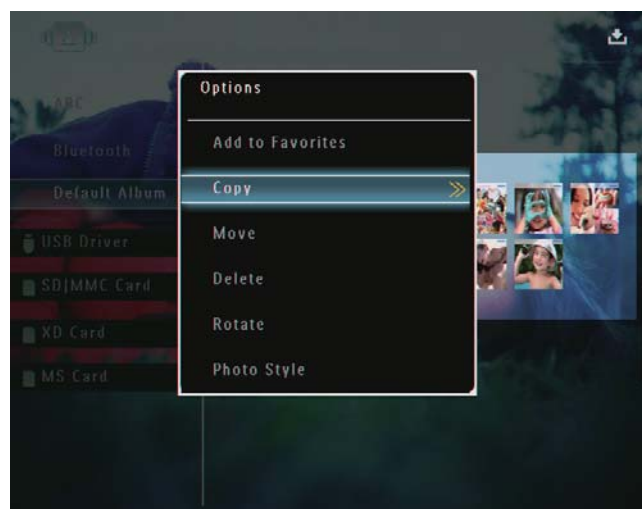 ABC
Bluetooth
Default Album
USB Driver
SD|MMC Card
XD Card
MS Card
Options
Add to Favorites
Copy
Move
Delete
Rotate
Photo Style